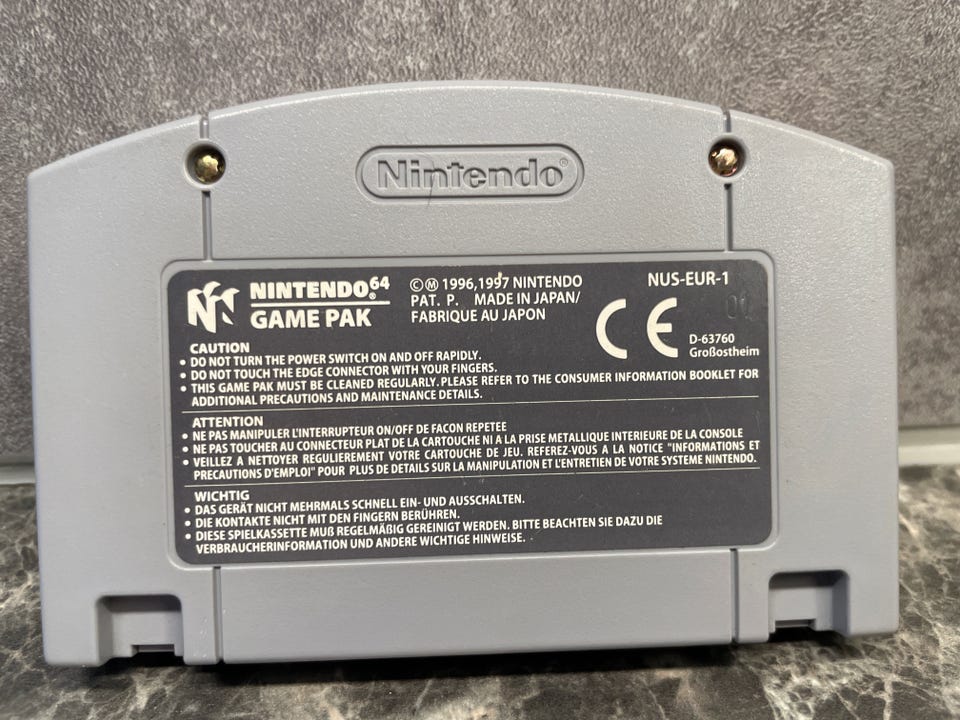 Nintendo®
NINTENDO®64
GAME PAK
©Ⓜ 1996,1997 NINTENDO
PAT. P. MADE IN JAPAN/
FABRIQUE AU JAPON
NUS-EUR-1
CE
D-63760
Großostheim
CAUTION
• DO NOT TURN THE POWER SWITCH ON AND OFF RAPIDLY.
• DO NOT TOUCH THE EDGE CONNECTOR WITH YOUR FINGERS.
• THIS GAME PAK MUST BE CLEANED REGULARLY. PLEASE REFER TO THE CONSUMER INFORMATION BOOKLET FOR
ADDITIONAL PRECAUTIONS AND MAINTENANCE DETAILS.
ATTENTION
• NE PAS MANIPULER L'INTERRUPTEUR ON/OFF DE FACON REPETEE
• NE PAS TOUCHER AU CONNECTEUR PLAT DE LA CARTOUCHE NI A LA PRISE METALLIQUE INTERIEURE DE LA CONSOLE
• VEILLEZ A NETTOYER REGULIEREMENT VOTRE CARTOUCHE DE JEU. REFEREZ-VOUS A LA NOTICE "INFORMATIONS ET
PRECAUTIONS D'EMPLOI" POUR PLUS DE DETAILS SUR LA MANIPULATION ET L'ENTRETIEN DE VOTRE SYSTEME NINTENDO.
WICHTIG
• DAS GERÄT NICHT MEHRMALS SCHNELL EIN- UND AUSSCHALTEN.
• DIE KONTAKTE NICHT MIT DEN FINGERN BERÜHREN.
• DIESE SPIELKASSETTE MUß REGELMÄßIG GEREINIGT WERDEN. BITTE BEACHTEN SIE DAZU DIE
VERBRAUCHERINFORMATION UND ANDERE WICHTIGE HINWEISE.